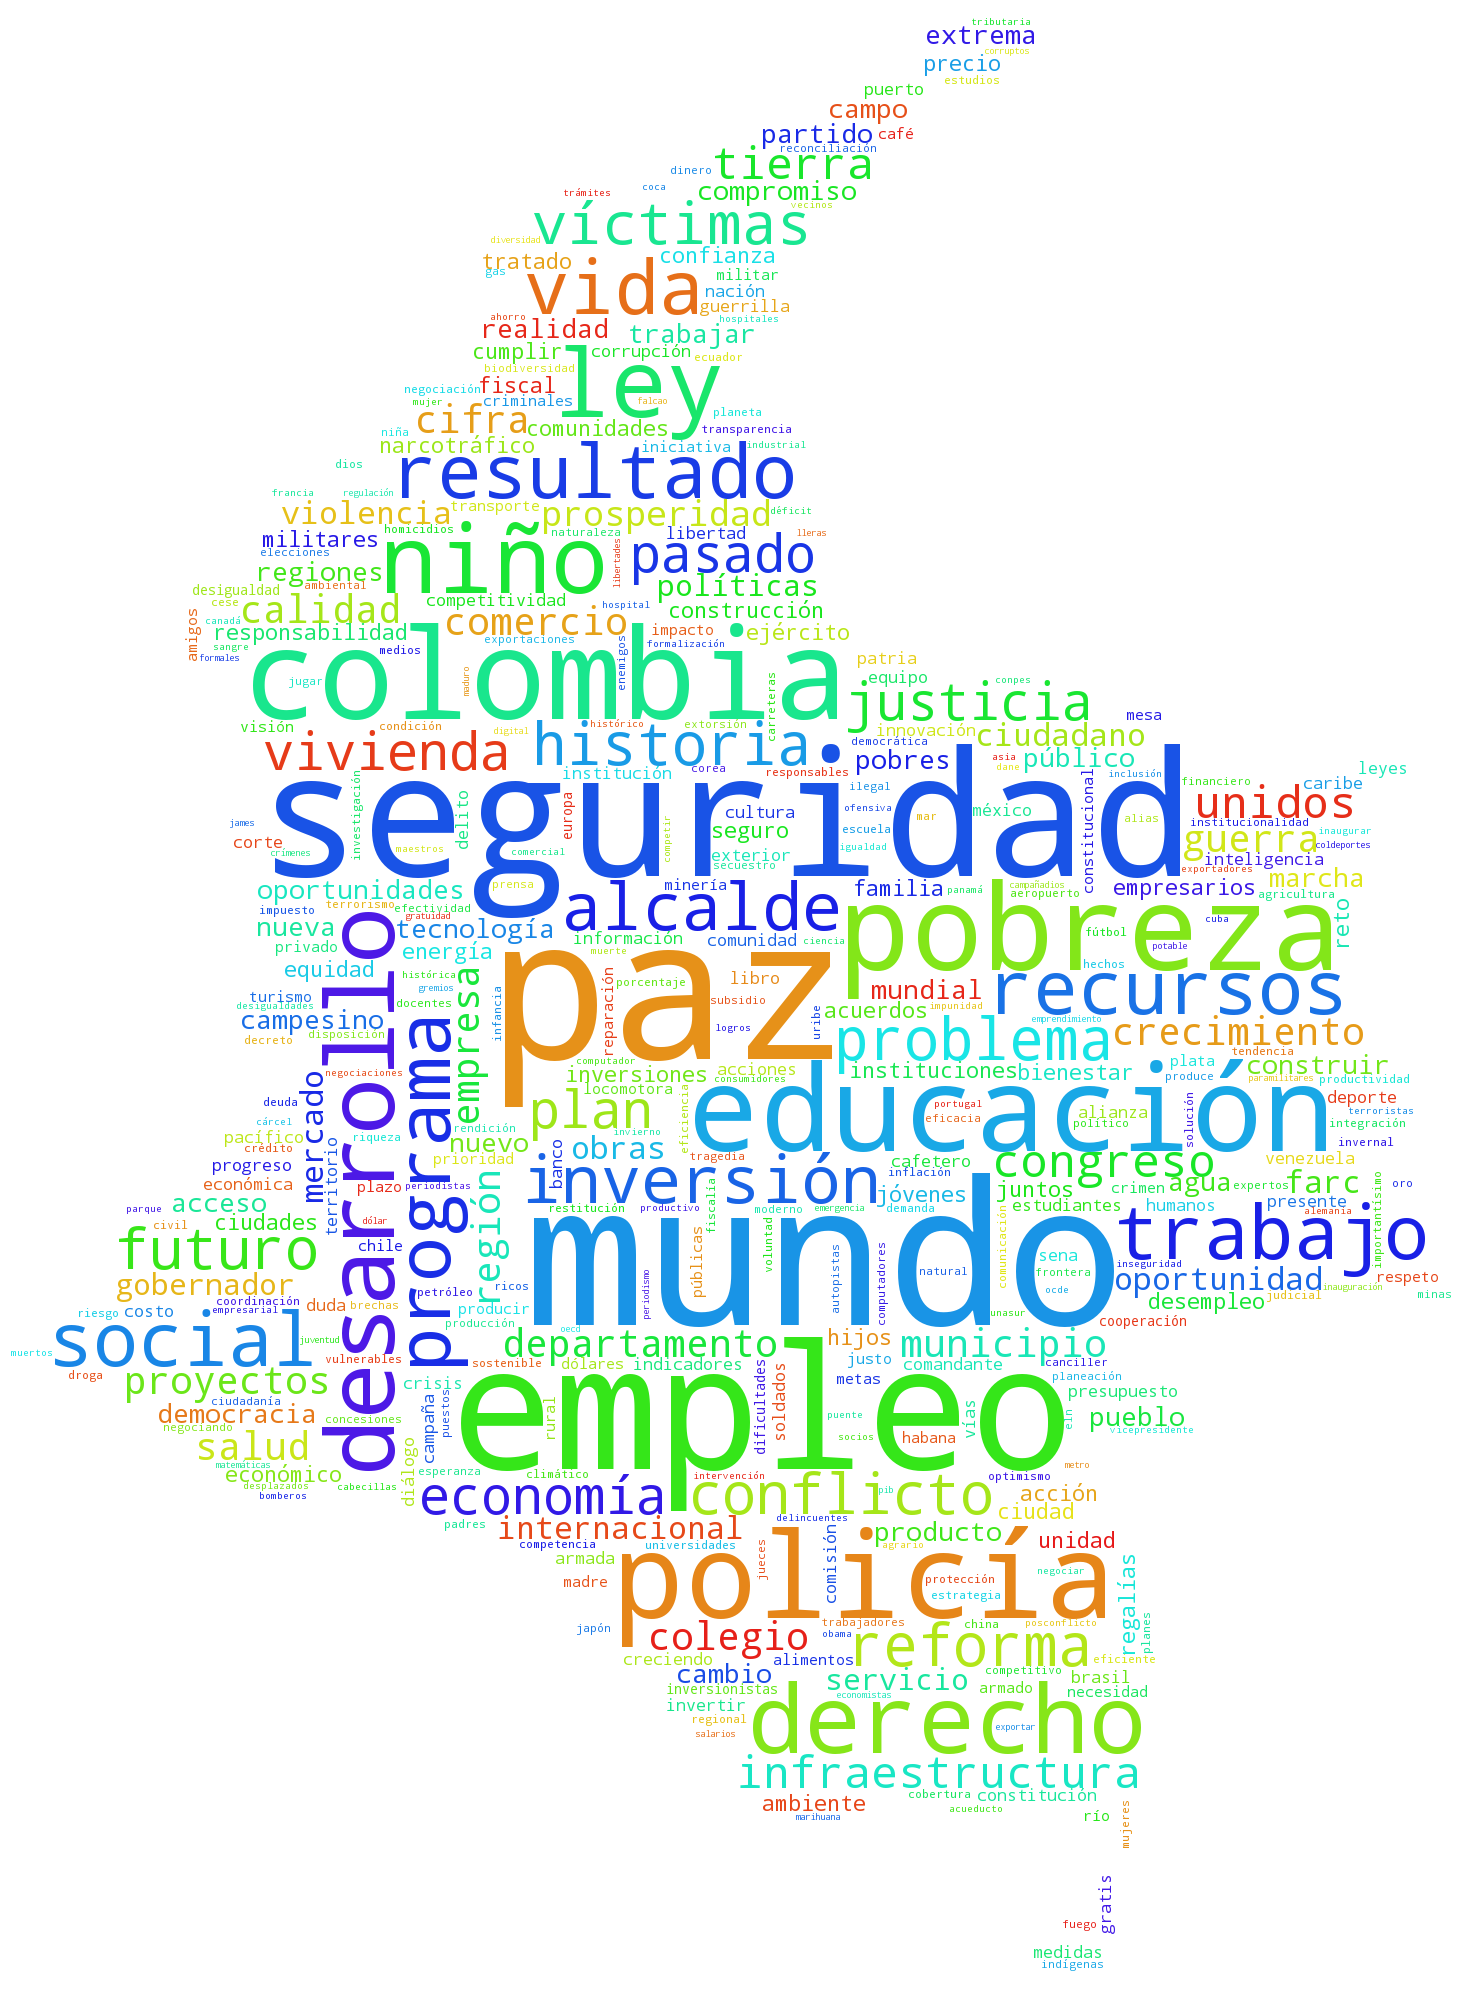 tributaria
extrema
corruptos
precio
estudios
puerto
campo
partido
café
reconciliación
tierra
dinero
compromiso
coca
trámites
vecinos
víctimas
diversidad
confianza
tratado
gas
militar
vida
nación
guerrilla
ahorro
hospitales
realidad
trabajar
cumplir
corrupción
ecuador
ley
biodiversidad
fiscal
negociación
criminales
mujer
falcao
planeta
cifra
comunidades
transparencia
niña
narcotráfico
iniciativa
industrial
dios
resultado
francia
regulación
violencia
transporte
prosperidad
déficit
homicidios
naturaleza
libertad
lleras
militares
elecciones
niño
libertades
pasado
regiones
ambiental
políticas
desigualdad
cese
calidad
competitividad
hospital
construcción
canadá
comercio
amigos
responsabilidad
impacto
ejército
sangre
formales
medios
exportaciones
enemigos
formalización
patria
colombia
jugar
maduro
equipo
conpes
justicia
carreteras
mesa
visión
condición
digital
histórico
extorsión
innovación
ciudadano
vivienda
historia
democrática
pobres
público
asia
dane
leyes
institución
corea
responsables
inclusión
financiero
caribe
investigación
seguridad
ilegal
constitucional
delito
europa
cultura
ofensiva
méxico
unidos
james
seguro
escuela
mar
alias
institucionalidad
inaugurar
corte
maestros
competir
igualdad
guerra
coldeportes
crímenes
comercial
exterior
secuestro
inteligencia
exportadores
prensa
minería
familia
panamá
campañadios
aeropuerto
empresarios
marcha
oportunidades
alcalde
agricultura
terrorismo
efectividad
impuesto
gratuidad
pobreza
cuba
reto
nueva
tecnología
información
comunidad
ciencia
fútbol
privado
energía
muerte
potable
equidad
desarrollo
histórica
paz
porcentaje
libro
mundial
hechos
recursos
turismo
gremios
docentes
infancia
reparación
subsidio
acuerdos
impunidad
desigualdades
campesino
programa
empresa
logros
uribe
problema
emprendimiento
crecimiento
disposición
decreto
tendencia
computador
negociaciones
inversiones
acciones
instituciones
bienestar
plata
construir
mercado
locomotora
consumidores
produce
paramilitares
productividad
deuda
plan
educación
deporte
cárcel
rendición
invierno
eficiencia
portugal
eficacia
alianza
político
solución
terroristas
integración
pacífico
riqueza
nuevo
obras
invernal
crédito
territorio
prioridad
banco
tragedia
cafetero
congreso
venezuela
progreso
inversión
inflación
económica
plazo
periodistas
región
jóvenes
juntos
crimen
agua
expertos
farc
oro
parque
acceso
restitución
productivo
fiscalía
moderno
emergencia
demanda
estudiantes
humanos
presente
alemania
importantísimo
civil
ciudades
dólar
mundo
voluntad
comunicación
trabajo
futuro
chile
públicas
autopistas
sena
frontera
inseguridad
gobernador
ricos
petróleo
periodismo
computadores
natural
ocde
oportunidad
inauguración
respeto
minas
coordinación
empresarial
duda
brechas
producir
unasur
desempleo
judicial
riesgo
costo
producción
oecd
cooperación
social
juventud
departamento
hijos
municipio
muertos
vulnerables
sostenible
dólares
indicadores
justo
comandante
canciller
droga
proyectos
crisis
empleo
metas
planeación
ciudadanía
campaña
puestos
rural
dificultades
soldados
presupuesto
democracia
concesiones
puente
vías
eln
pueblo
negociando
socios
habana
vicepresidente
salud
diálogo
matemáticas
económico
esperanza
climático
intervención
optimismo
metro
desplazados
cabecillas
bomberos
economía
conflicto
pib
acción
ciudad
padres
internacional
delincuentes
producto
competencia
universidades
agrario
unidad
armada
jueces
comisión
policía
madre
protección
negociar
estrategia
regalías
japón
trabajadores
china
posconflicto
planes
colegio
obama
reforma
creciendo
alimentos
eficiente
cambio
servicio
competitivo
brasil
inversionistas
economistas
armado
necesidad
invertir
regional
derecho
salarios
exportar
infraestructura
ambiente
cobertura
constitución
acueducto
marihuana
río
mujeres
gratis
fuego
medidas
indígenas